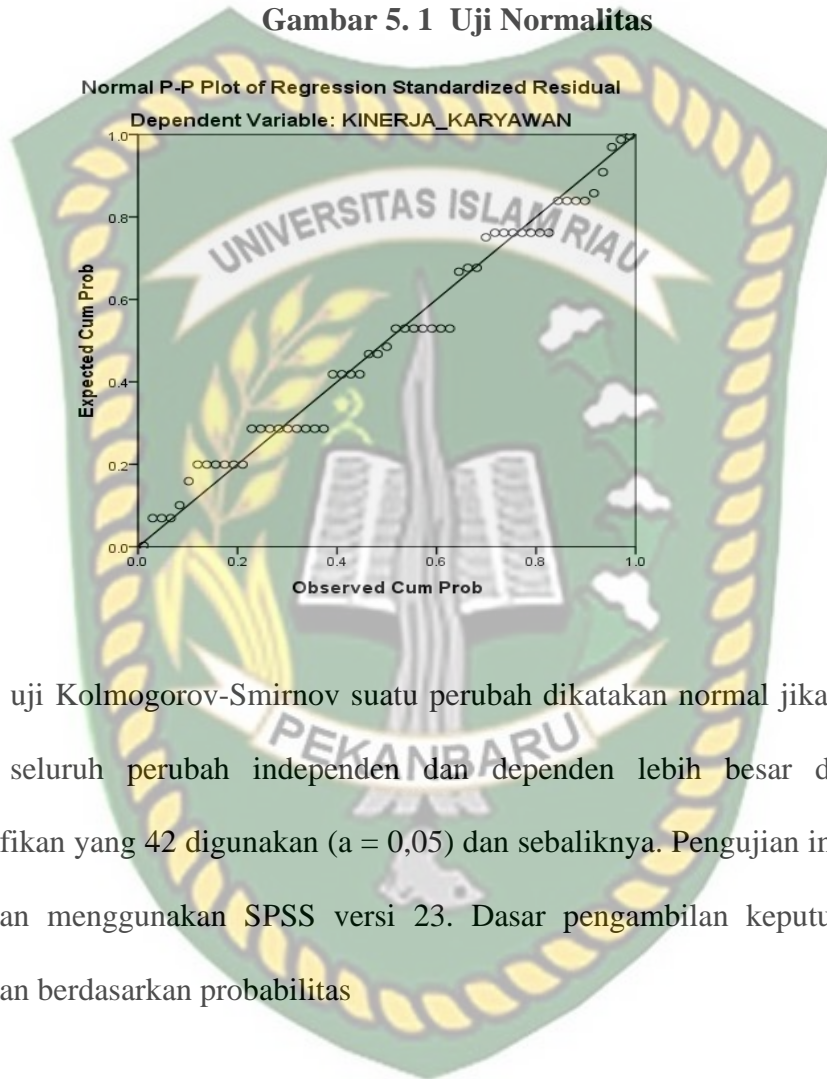 Gambar 5. 1 Uji Normalitas
Normal P-P Plot of Regression Standardized Residual
Dependent Variable: KINERJA_KARYAWAN
1.0
0.8
0.6
0.4
0.2
0.0
Expected Cum Prob
0.0 0.2 0.4 0.6 0.8 1.0
Observed Cum Prob
UNIVERSITAS ISLAM RIAU
PEKANBARU
uji Kolmogorov-Smirnov suatu perubah dikatakan normal jika
seluruh perubah independen dan dependen lebih besar d
fikan yang 42 digunakan (a = 0,05) dan sebaliknya. Pengujian in
an menggunakan SPSS versi 23. Dasar pengambilan keputu
an berdasarkan probabilitas